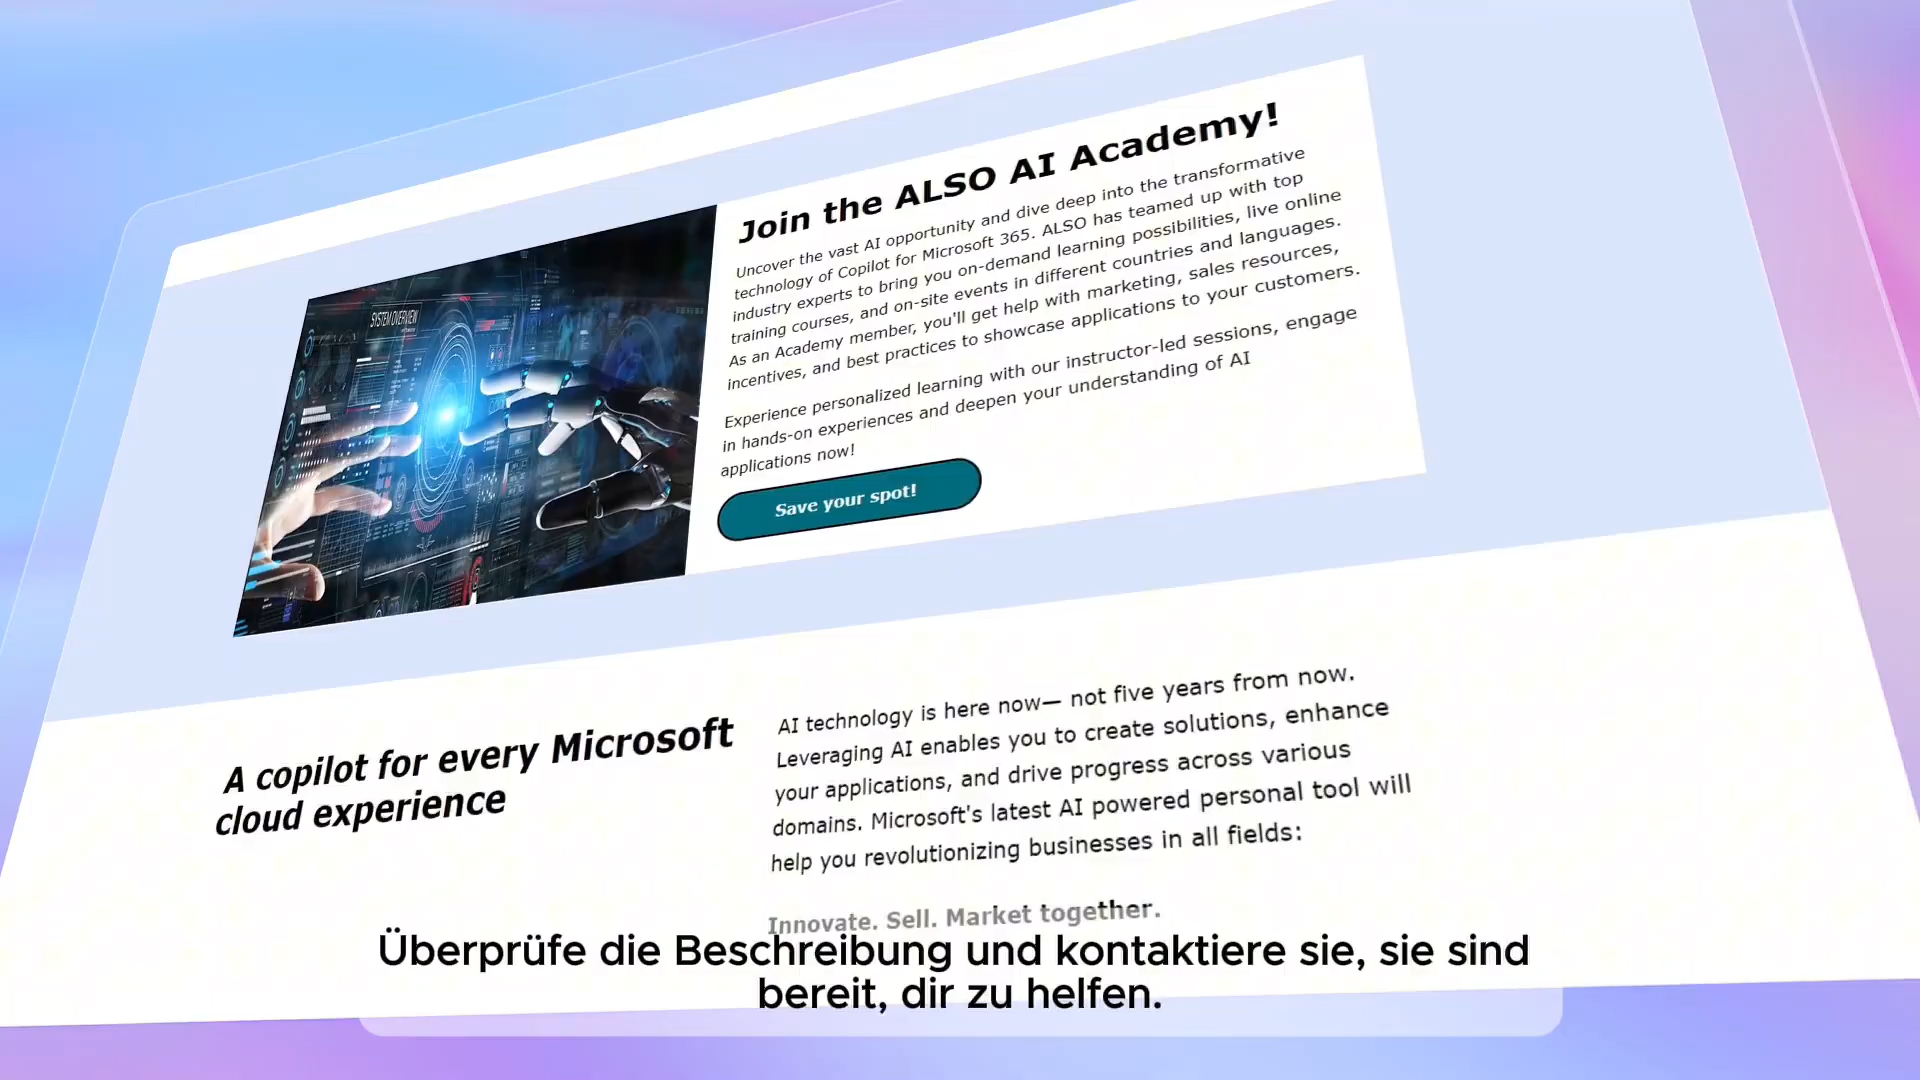 Join the ALSO AI Academy!
Uncover the vast AI opportunity and dive deep into the transformative
technology of Copilot for Microsoft 365. ALSO has teamed up with top
industry experts to bring you on-demand learning possibilities, live online
training courses, and on-site events in different countries and languages.
As an Academy member, you'll get help with marketing, sales resources,
incentives, and best practices to showcase applications to your customers.
Experience personalized learning with our instructor-led sessions, engage
in hands-on experiences and deepen your understanding of AI
applications now!
Save your spot!
SYSTEM OVERVIEW
A copilot for every Microsoft
cloud experience
AI technology is here now— not five years from now.
Leveraging AI enables you to create solutions, enhance
your applications, and drive progress across various
domains. Microsoft's latest AI powered personal tool will
help you revolutionizing businesses in all fields:
Innovate. Sell. Market together.
Überprüfe die Beschreibung und kontaktiere sie, sie sind
bereit, dir zu helfen.